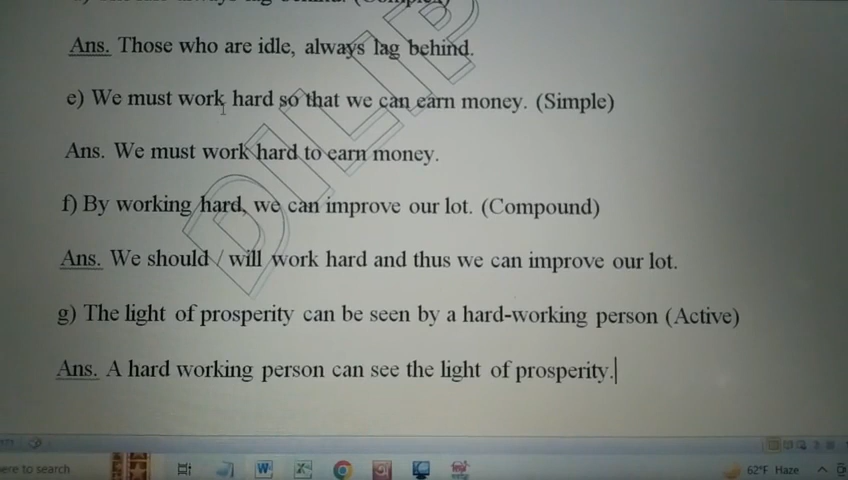 Ans. Those who are idle, always lag behind.
e) We must work hard so that we can earn money. (Simple)
Ans. We must work hard to earn money.
f) By working hard, we can improve our lot. (Compound)
Ans. We should / will work hard and thus we can improve our lot.
g) The light of prosperity can be seen by a hard-working person (Active)
Ans. A hard working person can see the light of prosperity.
DILIP
ere to search
62°F Haze